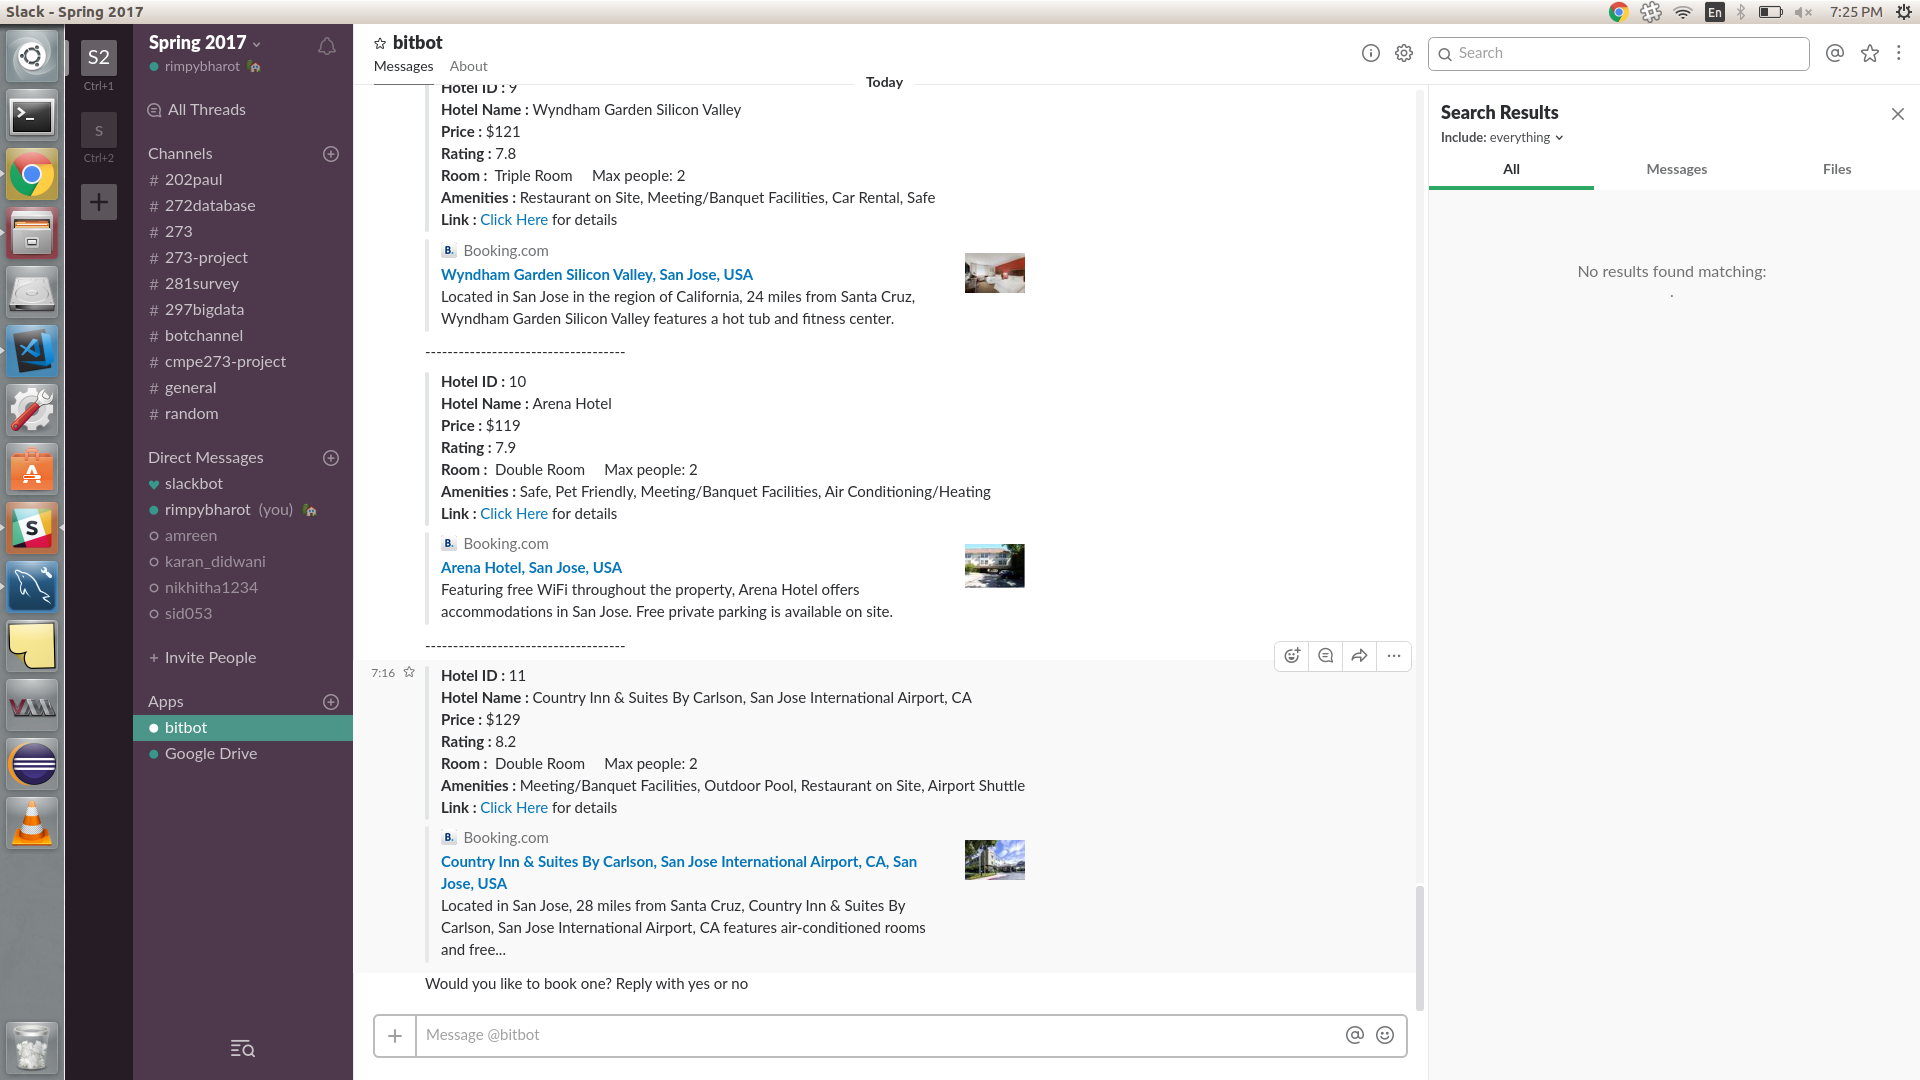 Slack - Spring 2017
En
7:25 PM
S2
Ctrl+1
S
Ctrl+2
Spring 2017
rimpybharot
All Threads
Channels
# 202paul
# 272database
# 273
# 273-project
# 281survey
# 297bigdata
# botchannel
# cmpe273-project
# general
# random
Direct Messages
slackbot
rimpybharot (you)
amreen
karan_didwani
nikhitha1234
sid053
+ Invite People
Apps
bitbot
Google Drive
bitbot
Messages About
Today
Hotel ID : 9
Hotel Name : Wyndham Garden Silicon Valley
Price : $121
Rating : 7.8
Room : Triple Room Max people: 2
Amenities : Restaurant on Site, Meeting/Banquet Facilities, Car Rental, Safe
Link : Click Here for details
B. Booking.com
Wyndham Garden Silicon Valley, San Jose, USA
Located in San Jose in the region of California, 24 miles from Santa Cruz,
Wyndham Garden Silicon Valley features a hot tub and fitness center.
------------------------------------
Hotel ID : 10
Hotel Name : Arena Hotel
Price : $119
Rating : 7.9
Room : Double Room Max people: 2
Amenities : Safe, Pet Friendly, Meeting/Banquet Facilities, Air Conditioning/Heating
Link : Click Here for details
B. Booking.com
Arena Hotel, San Jose, USA
Featuring free WiFi throughout the property, Arena Hotel offers
accommodations in San Jose. Free private parking is available on site.
------------------------------------
7:16
Hotel ID : 11
Hotel Name : Country Inn & Suites By Carlson, San Jose International Airport, CA
Price : $129
Rating : 8.2
Room : Double Room Max people: 2
Amenities : Meeting/Banquet Facilities, Outdoor Pool, Restaurant on Site, Airport Shuttle
Link : Click Here for details
B. Booking.com
Country Inn & Suites By Carlson, San Jose International Airport, CA, San
Jose, USA
Located in San Jose, 28 miles from Santa Cruz, Country Inn & Suites By
Carlson, San Jose International Airport, CA features air-conditioned rooms
and free...
Would you like to book one? Reply with yes or no
Message @bitbot
Search
Search Results
Include: everything
All Messages Files
No results found matching:
.